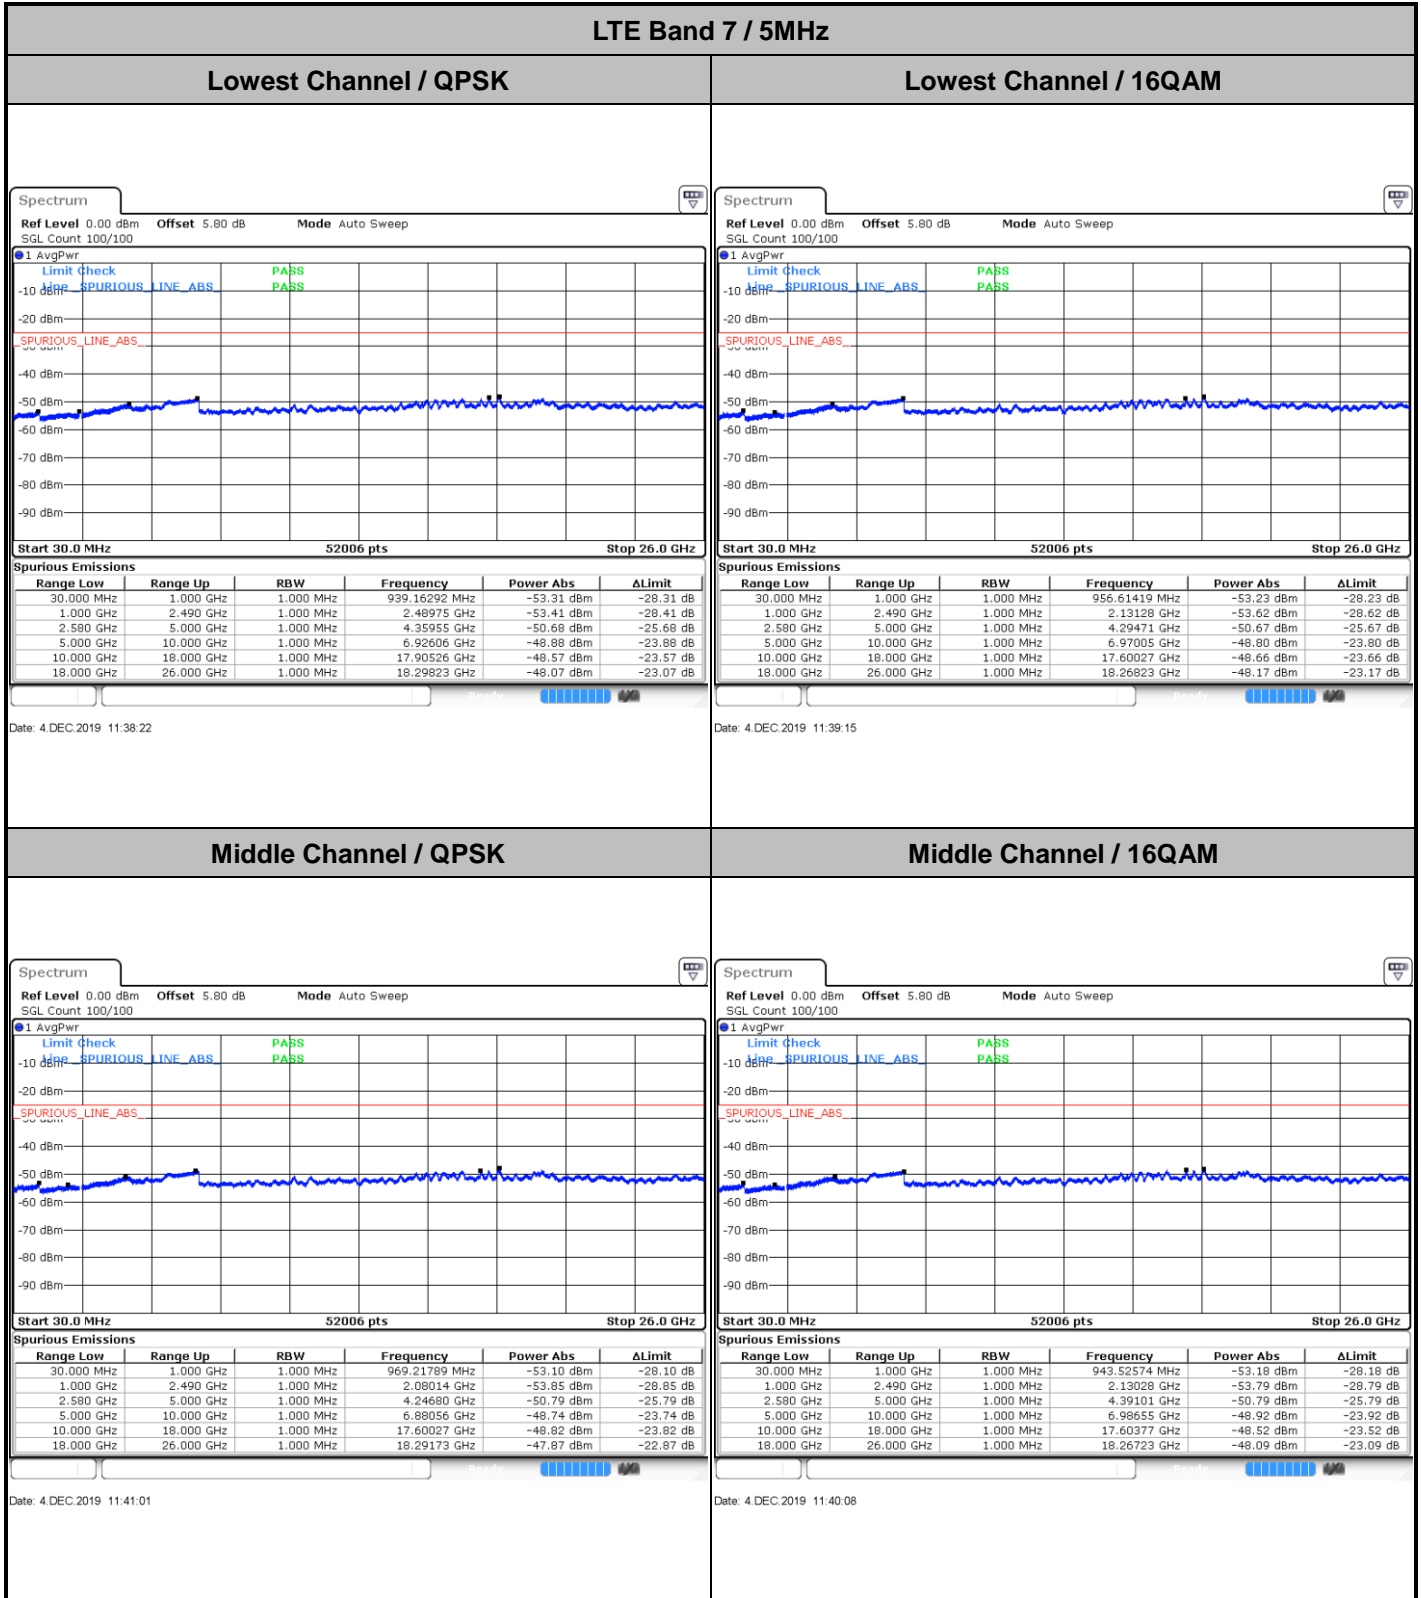 LTE Band 7 / 5MHz
Lowest Channel / QPSK
Lowest Channel / 16QAM
Spectrum
Ref Level 0.00 dBm Offset 5.80 dB Mode Auto Sweep
SGL Count 100/100
1 AvgPwr
Limit Check PASS
Line _SPURIOUS_LINE_ABS_ PASS
-10 dBm
-20 dBm
_SPURIOUS_LINE_ABS_
-30 dBm
-40 dBm
-50 dBm
-60 dBm
-70 dBm
-80 dBm
-90 dBm
Start 30.0 MHz 52006 pts Stop 26.0 GHz
Spurious Emissions
Range Low Range Up RBW Frequency Power Abs ΔLimit
30.000 MHz 1.000 GHz 1.000 MHz 939.16292 MHz -53.31 dBm -28.31 dB
1.000 GHz 2.490 GHz 1.000 MHz 2.48975 GHz -53.41 dBm -28.41 dB
2.580 GHz 5.000 GHz 1.000 MHz 4.35955 GHz -50.68 dBm -25.68 dB
5.000 GHz 10.000 GHz 1.000 MHz 6.92606 GHz -48.88 dBm -23.88 dB
10.000 GHz 18.000 GHz 1.000 MHz 17.90526 GHz -48.57 dBm -23.57 dB
18.000 GHz 26.000 GHz 1.000 MHz 18.29823 GHz -48.07 dBm -23.07 dB
Ready
Date: 4.DEC.2019 11:38:22
Spectrum
Ref Level 0.00 dBm Offset 5.80 dB Mode Auto Sweep
SGL Count 100/100
1 AvgPwr
Limit Check PASS
Line _SPURIOUS_LINE_ABS_ PASS
-10 dBm
-20 dBm
_SPURIOUS_LINE_ABS_
-30 dBm
-40 dBm
-50 dBm
-60 dBm
-70 dBm
-80 dBm
-90 dBm
Start 30.0 MHz 52006 pts Stop 26.0 GHz
Spurious Emissions
Range Low Range Up RBW Frequency Power Abs ΔLimit
30.000 MHz 1.000 GHz 1.000 MHz 956.61419 MHz -53.23 dBm -28.23 dB
1.000 GHz 2.490 GHz 1.000 MHz 2.13128 GHz -53.62 dBm -28.62 dB
2.580 GHz 5.000 GHz 1.000 MHz 4.29471 GHz -50.67 dBm -25.67 dB
5.000 GHz 10.000 GHz 1.000 MHz 6.97005 GHz -48.80 dBm -23.80 dB
10.000 GHz 18.000 GHz 1.000 MHz 17.60027 GHz -48.66 dBm -23.66 dB
18.000 GHz 26.000 GHz 1.000 MHz 18.26823 GHz -48.17 dBm -23.17 dB
Ready
Date: 4.DEC.2019 11:39:15
Middle Channel / QPSK
Middle Channel / 16QAM
Spectrum
Ref Level 0.00 dBm Offset 5.80 dB Mode Auto Sweep
SGL Count 100/100
1 AvgPwr
Limit Check PASS
Line _SPURIOUS_LINE_ABS_ PASS
-10 dBm
-20 dBm
_SPURIOUS_LINE_ABS_
-30 dBm
-40 dBm
-50 dBm
-60 dBm
-70 dBm
-80 dBm
-90 dBm
Start 30.0 MHz 52006 pts Stop 26.0 GHz
Spurious Emissions
Range Low Range Up RBW Frequency Power Abs ΔLimit
30.000 MHz 1.000 GHz 1.000 MHz 969.21789 MHz -53.10 dBm -28.10 dB
1.000 GHz 2.490 GHz 1.000 MHz 2.08014 GHz -53.85 dBm -28.85 dB
2.580 GHz 5.000 GHz 1.000 MHz 4.24680 GHz -50.79 dBm -25.79 dB
5.000 GHz 10.000 GHz 1.000 MHz 6.88056 GHz -48.74 dBm -23.74 dB
10.000 GHz 18.000 GHz 1.000 MHz 17.60027 GHz -48.82 dBm -23.82 dB
18.000 GHz 26.000 GHz 1.000 MHz 18.29173 GHz -47.87 dBm -22.87 dB
Ready
Date: 4.DEC.2019 11:41:01
Spectrum
Ref Level 0.00 dBm Offset 5.80 dB Mode Auto Sweep
SGL Count 100/100
1 AvgPwr
Limit Check PASS
Line _SPURIOUS_LINE_ABS_ PASS
-10 dBm
-20 dBm
_SPURIOUS_LINE_ABS_
-30 dBm
-40 dBm
-50 dBm
-60 dBm
-70 dBm
-80 dBm
-90 dBm
Start 30.0 MHz 52006 pts Stop 26.0 GHz
Spurious Emissions
Range Low Range Up RBW Frequency Power Abs ΔLimit
30.000 MHz 1.000 GHz 1.000 MHz 943.52574 MHz -53.18 dBm -28.18 dB
1.000 GHz 2.490 GHz 1.000 MHz 2.13028 GHz -53.79 dBm -28.79 dB
2.580 GHz 5.000 GHz 1.000 MHz 4.39101 GHz -50.79 dBm -25.79 dB
5.000 GHz 10.000 GHz 1.000 MHz 6.98655 GHz -48.92 dBm -23.92 dB
10.000 GHz 18.000 GHz 1.000 MHz 17.60377 GHz -48.52 dBm -23.52 dB
18.000 GHz 26.000 GHz 1.000 MHz 18.26723 GHz -48.09 dBm -23.09 dB
Ready
Date: 4.DEC.2019 11:40:08